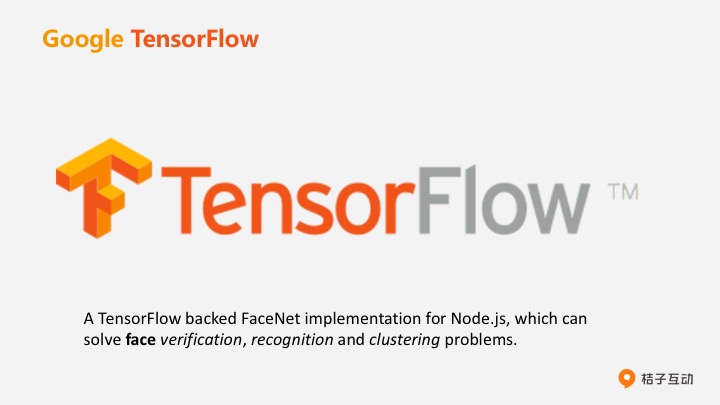 Google TensorFlow
TensorFlow ™
A TensorFlow backed FaceNet implementation for Node.js, which can
solve face verification, recognition and clustering problems.
桔子互动